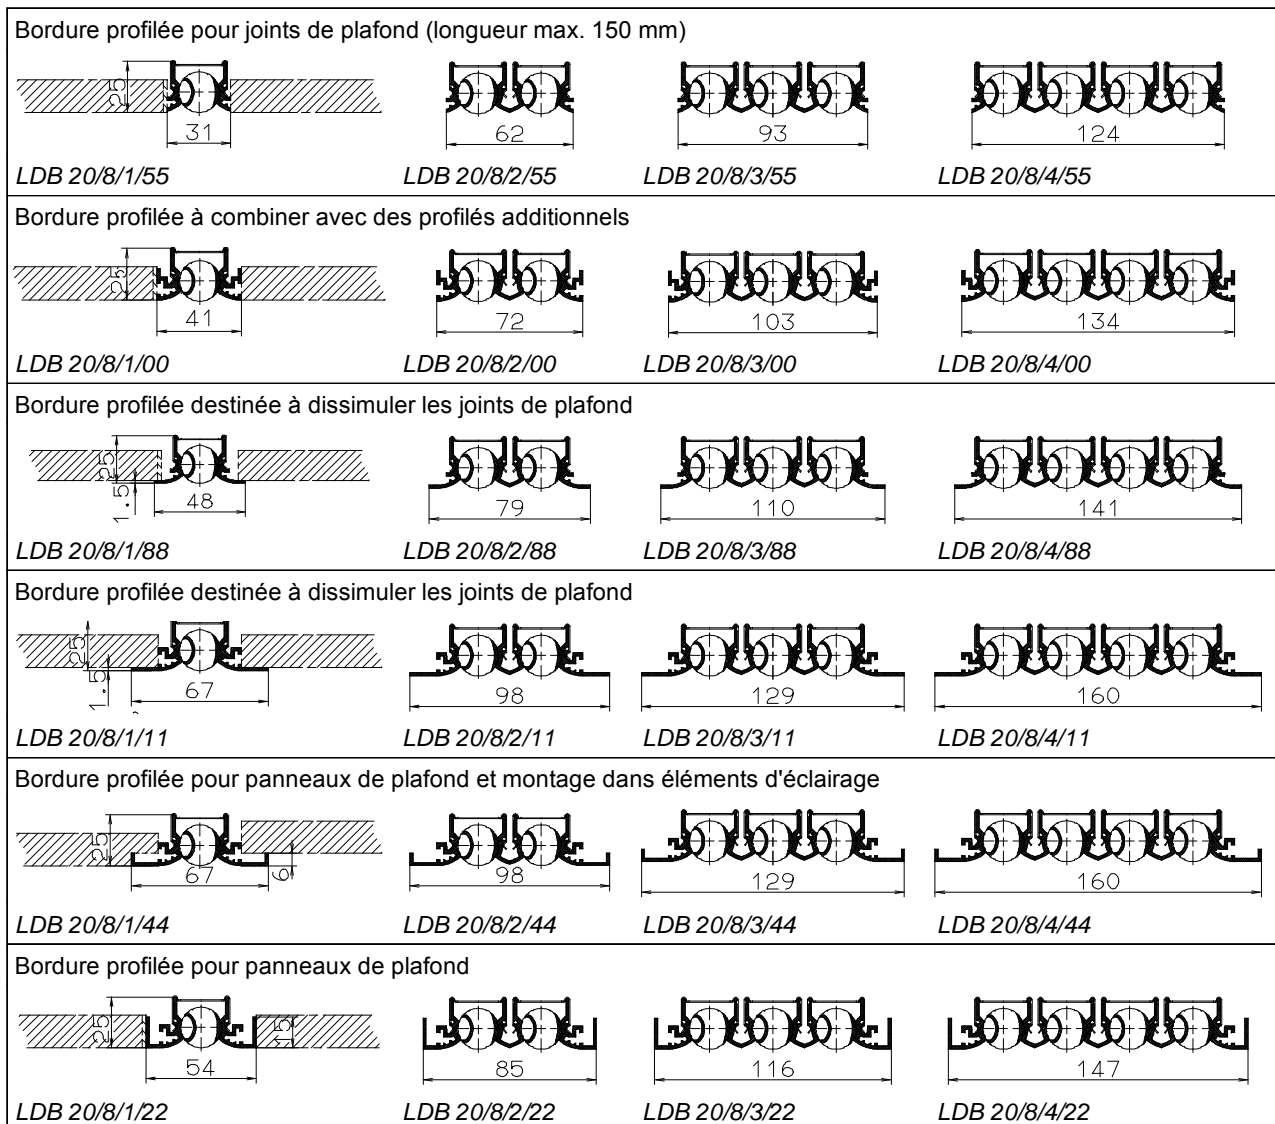 Bordure profilée pour joints de plafond (longueur max. 150 mm)
25
31 62 93 124
LDB 20/8/1/55 LDB 20/8/2/55 LDB 20/8/3/55 LDB 20/8/4/55
Bordure profilée à combiner avec des profilés additionnels
25
41 72 103 134
LDB 20/8/1/00 LDB 20/8/2/00 LDB 20/8/3/00 LDB 20/8/4/00
Bordure profilée destinée à dissimuler les joints de plafond
25
1.5 48 79 110 141
LDB 20/8/1/88 LDB 20/8/2/88 LDB 20/8/3/88 LDB 20/8/4/88
Bordure profilée destinée à dissimuler les joints de plafond
25
1.5 67 98 129 160
LDB 20/8/1/11 LDB 20/8/2/11 LDB 20/8/3/11 LDB 20/8/4/11
Bordure profilée pour panneaux de plafond et montage dans éléments d'éclairage
25
67 6 98 129 160
LDB 20/8/1/44 LDB 20/8/2/44 LDB 20/8/3/44 LDB 20/8/4/44
Bordure profilée pour panneaux de plafond
25 15
54 85 116 147
LDB 20/8/1/22 LDB 20/8/2/22 LDB 20/8/3/22 LDB 20/8/4/22